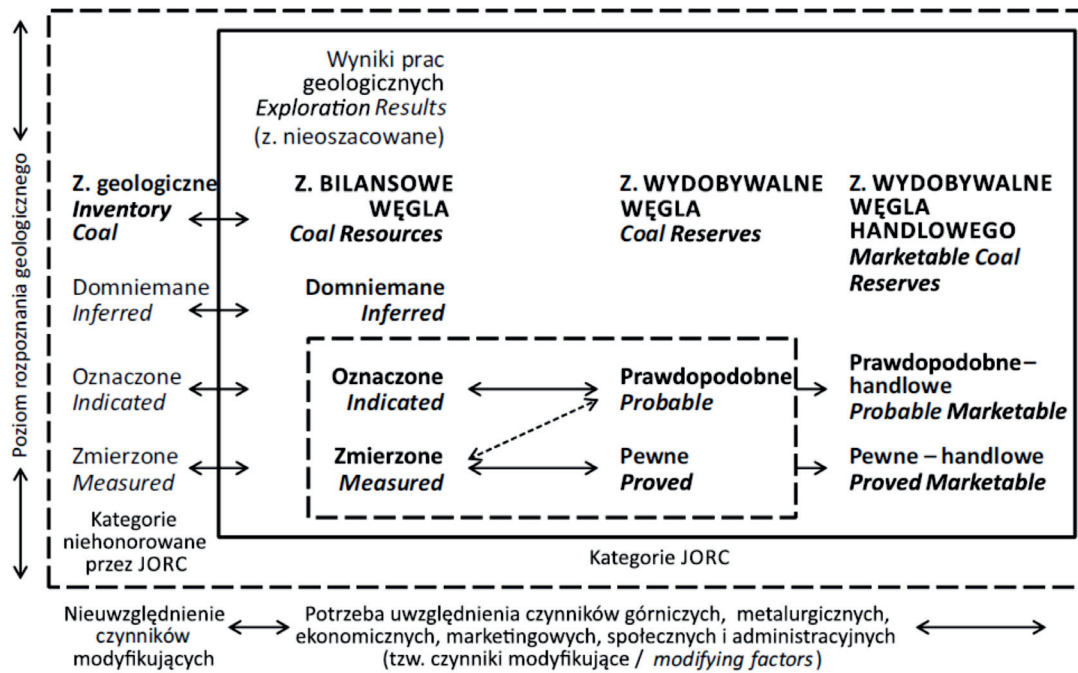 Poziom rozpoznania geologicznego
Wyniki prac
geologicznych
Exploration Results
(z. nieoszacowane)
Z. geologiczne
Inventory
Coal
Z. BILANSOWE
WĘGLA
Coal Resources
Z. WYDOBYWALNE
WĘGLA
Coal Reserves
Z. WYDOBYWALNE
WĘGLA
HANDLOWEGO
Marketable Coal
Reserves
Domniemane
Inferred
Domniemane
Inferred
Oznaczone
Indicated
Oznaczone
Indicated
Prawdopodobne
Probable
Prawdopodobne –
handlowe
Probable Marketable
Zmierzone
Measured
Zmierzone
Measured
Pewne
Proved
Pewne – handlowe
Proved Marketable
Kategorie
niehonorowane
przez JORC
Kategorie JORC
Nieuwzględnienie
czynników
modyfikujących
Potrzeba uwzględnienia czynników górniczych, metalurgicznych,
ekonomicznych, marketingowych, społecznych i administracyjnych
(tzw. czynniki modyfikujące / modifying factors)